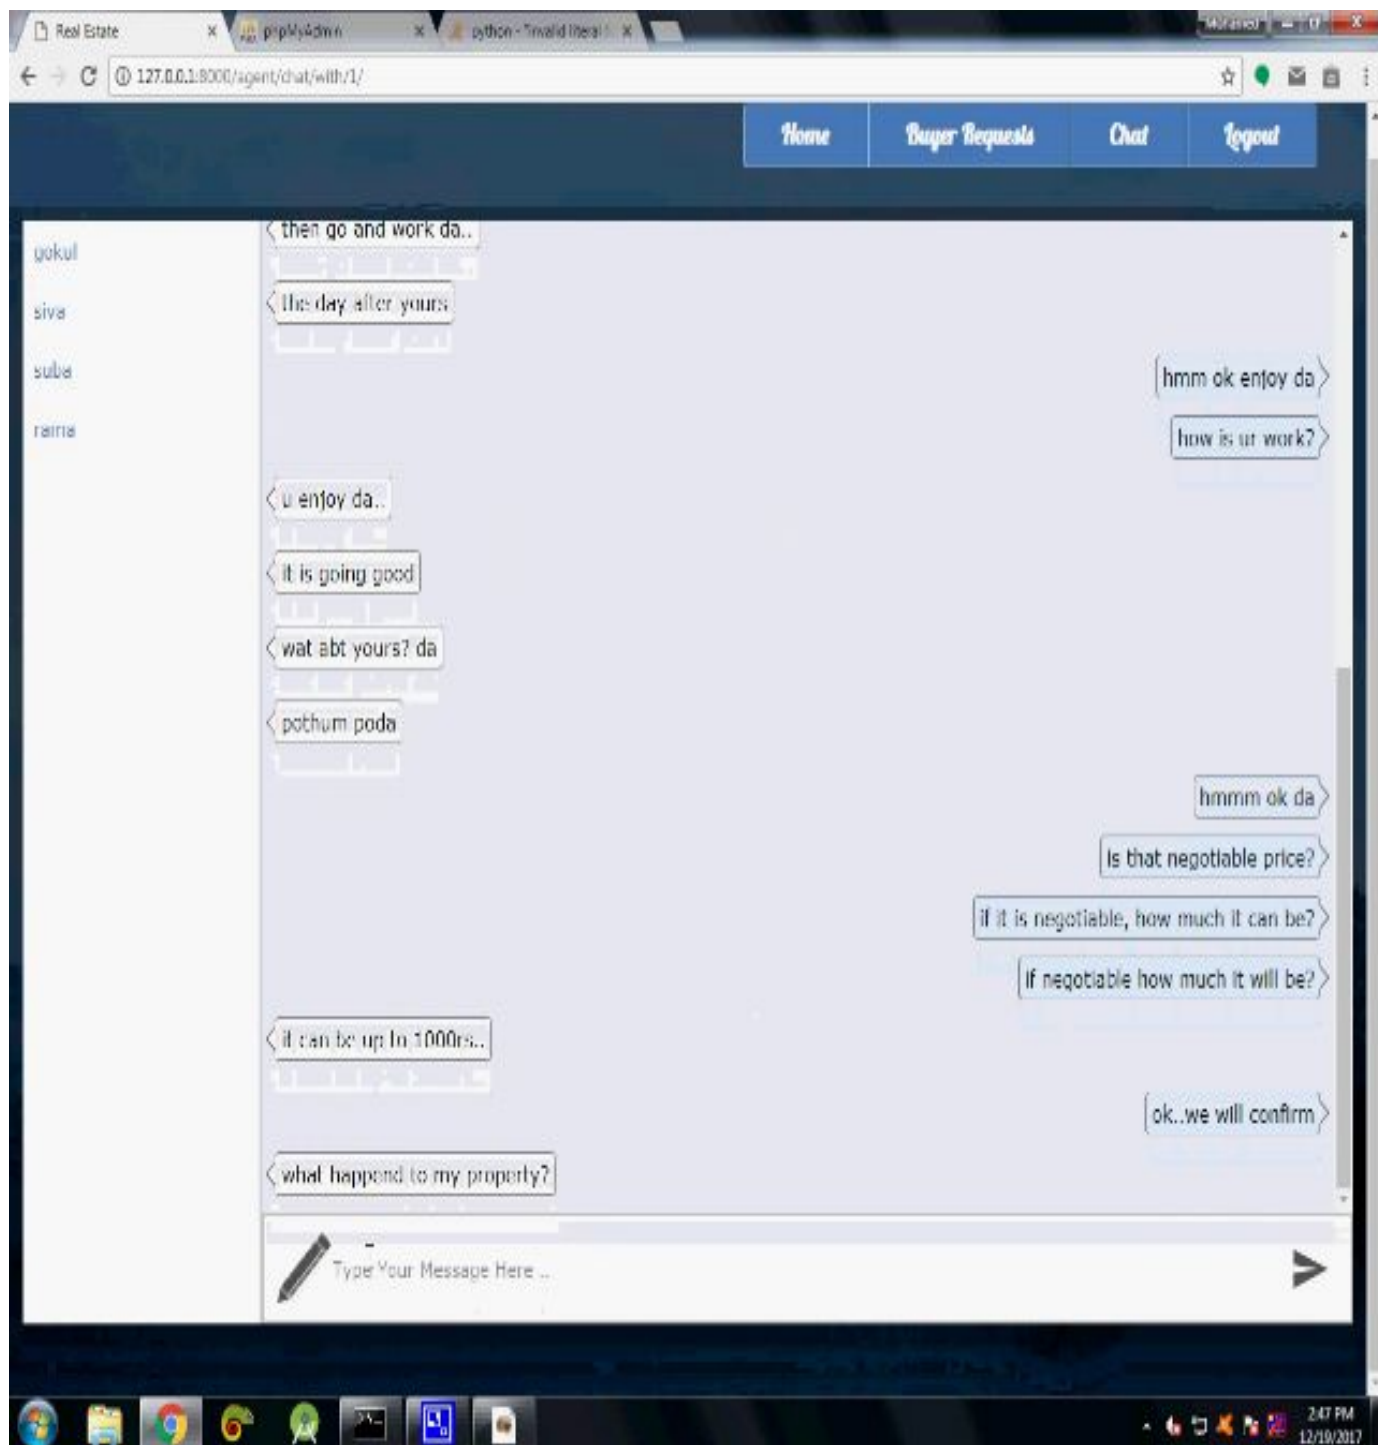 Real Estate
phpMyAdmin
python - "invalid literal f
127.0.0.1:8000/agent/chat/with/1/
Home
Buyer Requests
Chat
Logout
gokul
siva
suba
raina
then go and work da..
the day after yours
hmm ok enjoy da
how is ur work?
u enjoy da..
it is going good
wat abt yours? da
pothum poda
hmmm ok da
is that negotiable price?
if it is negotiable, how much it can be?
if negotiable how much it will be?
it can be up to 1000rs..
ok..we will confirm
what happend to my property?
Type Your Message Here ..
2:47 PM
12/19/2017